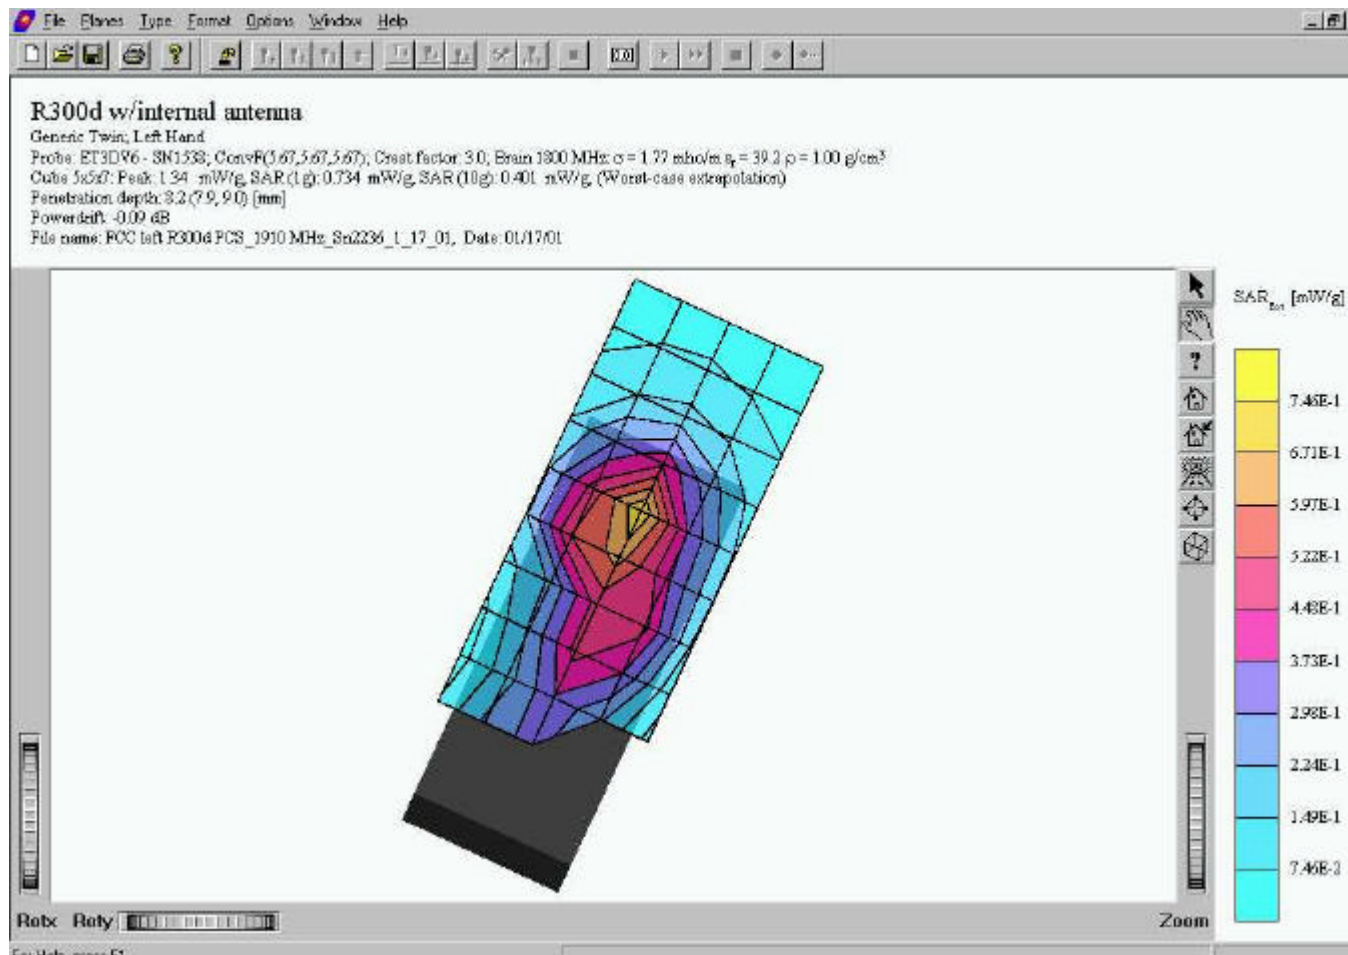 File Planes Type Format Options Window Help
R300d w/internal antenna
Generic Twin; Left Hand
Probe: ET3DV6 - SN1538; ConvF(5.67,5.67,5.67); Crest factor: 3.0; Brain 1800 MHz: σ = 1.77 mho/m εr = 39.2 ρ = 1.00 g/cm³
Cube 5x5x7: Peak: 1.34 mW/g, SAR (1g): 0.734 mW/g, SAR (10g): 0.401 mW/g, (Worst-case extrapolation)
Penetration depth: 8.2 (7.9, 9.0) [mm]
Powerdrift: -0.09 dB
File name: FCC left R300d PCS_1910 MHz_Sn2236_1_17_01, Date: 01/17/01
SAR [mW/g]
7.46E-1
6.71E-1
5.97E-1
5.22E-1
4.48E-1
3.73E-1
2.98E-1
2.24E-1
1.49E-1
7.46E-2
Rotx Roty
Zoom